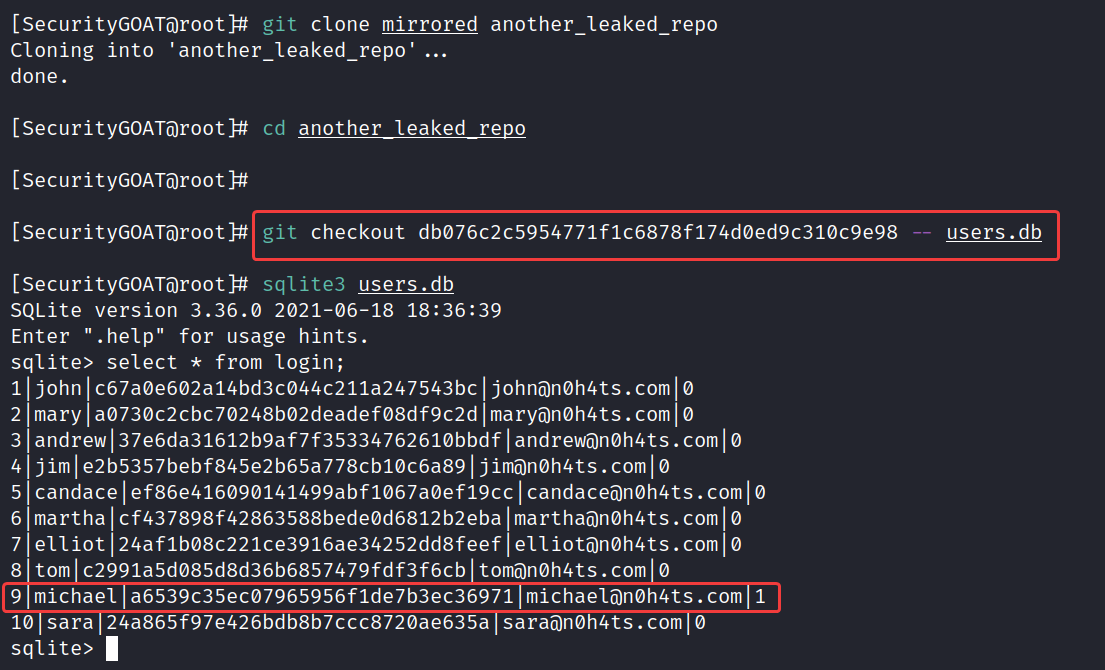 [SecurityGOAT@root]# git clone mirrored another_leaked_repo
Cloning into 'another_leaked_repo'...
done.
[SecurityGOAT@root]# cd another_leaked_repo
[SecurityGOAT@root]#
[SecurityGOAT@root]# git checkout db076c2c5954771f1c6878f174d0ed9c310c9e98 -- users.db
[SecurityGOAT@root]# sqlite3 users.db
SQLite version 3.36.0 2021-06-18 18:36:39
Enter ".help" for usage hints.
sqlite> select * from login;
1|john|c67a0e602a14bd3c044c211a247543bc|john@n0h4ts.com|0
2|mary|a0730c2cbc70248b02deadef08df9c2d|mary@n0h4ts.com|0
3|andrew|37e6da31612b9af7f35334762610bbdf|andrew@n0h4ts.com|0
4|jim|e2b5357bebf845e2b65a778cb10c6a89|jim@n0h4ts.com|0
5|candace|ef86e416090141499abf1067a0ef19cc|candace@n0h4ts.com|0
6|martha|cf437898f42863588bede0d6812b2eba|martha@n0h4ts.com|0
7|elliot|24af1b08c221ce3916ae34252dd8feef|elliot@n0h4ts.com|0
8|tom|c2991a5d085d8d36b6857479fdf3f6cb|tom@n0h4ts.com|0
9|michael|a6539c35ec07965956f1de7b3ec36971|michael@n0h4ts.com|1
10|sara|24a865f97e426bdb8b7ccc8720ae635a|sara@n0h4ts.com|0
sqlite>